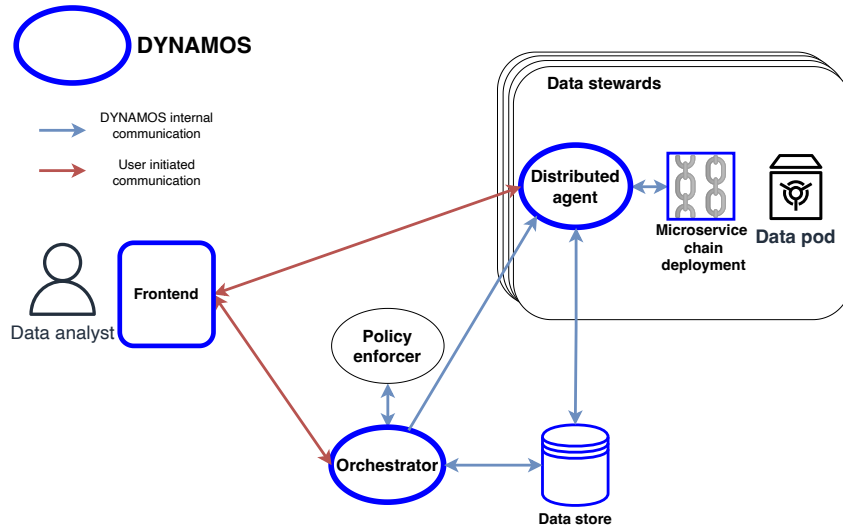 DYNAMOS
DYNAMOS internal
communication
User initiated
communication
Data stewards
Distributed
agent
Microservice
chain
deployment
Data pod
Frontend
Data analyst
Policy
enforcer
Orchestrator
Data store